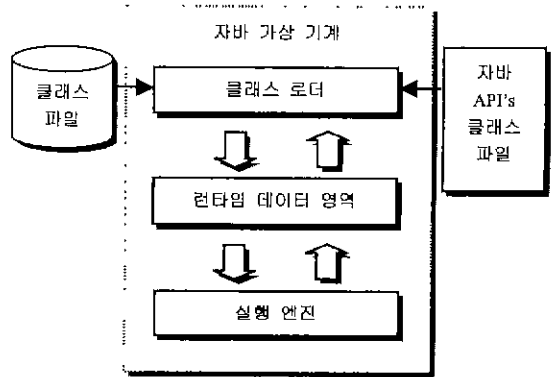 자바 가상 기계
클래스
파일
클래스 로더
자바
API's
클래스
파일
런타임 데이터 영역
실행 엔진